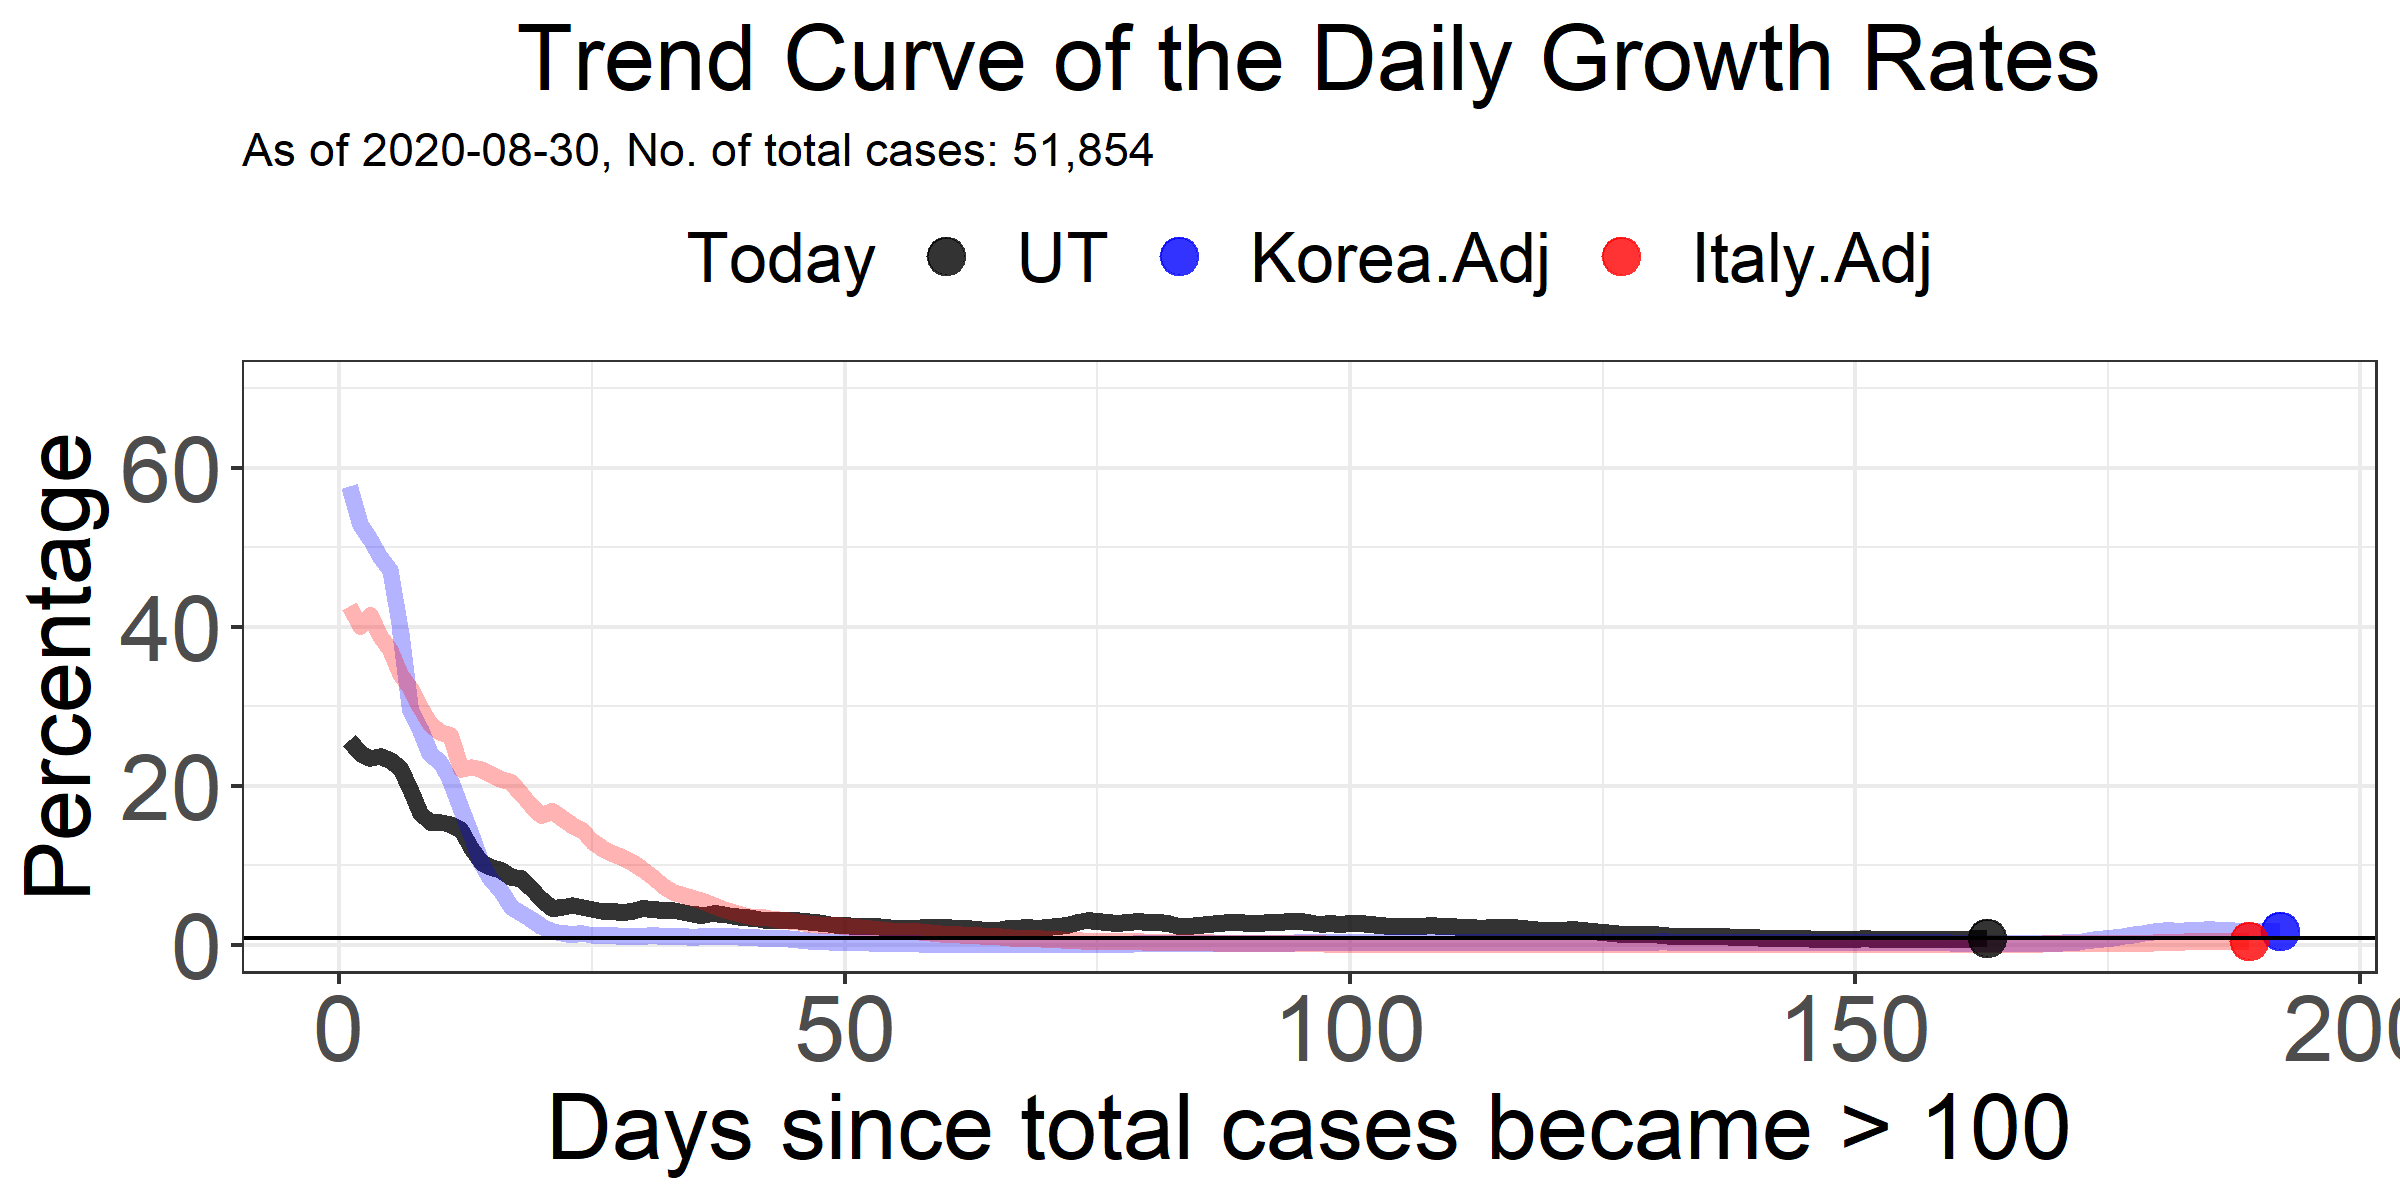 Trend Curve of the Daily Growth Rates
As of 2020-08-30, No. of total cases: 51,854
Today UT Korea.Adj Italy.Adj
Percentage
60
40
20
0
0 50 100 150 200
Days since total cases became > 100